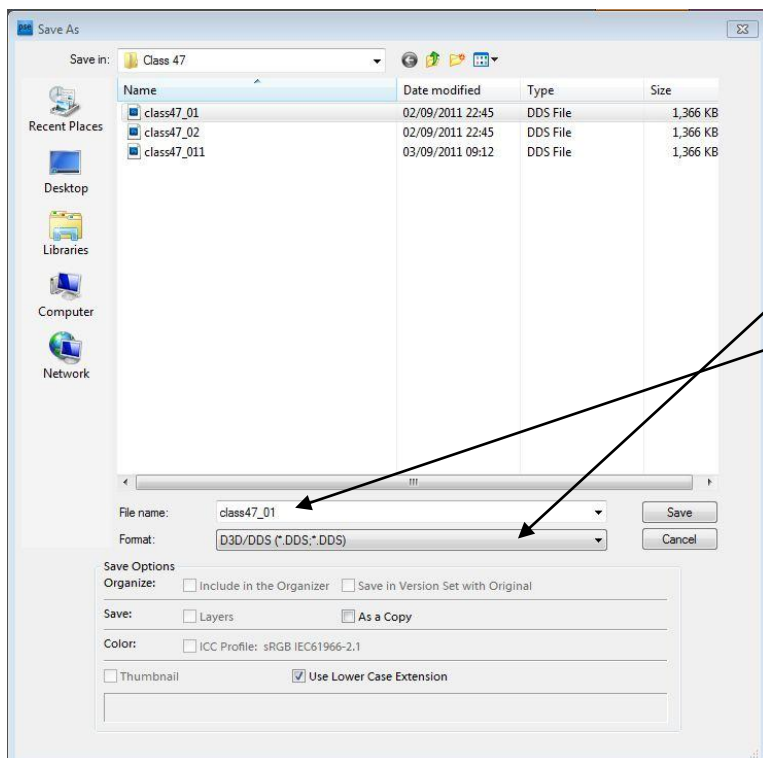 pse Save As
Save in: Class 47
Name Date modified Type Size
class47_01 02/09/2011 22:45 DDS File 1,366 KB
class47_02 02/09/2011 22:45 DDS File 1,366 KB
class47_011 03/09/2011 09:12 DDS File 1,366 KB
Recent Places
Desktop
Libraries
Computer
Network
File name: class47_01 Save
Format: D3D/DDS (*.DDS;*.DDS) Cancel
Save Options
Organize: Include in the Organizer Save in Version Set with Original
Save: Layers As a Copy
Color: ICC Profile: sRGB IEC61966-2.1
Thumbnail Use Lower Case Extension